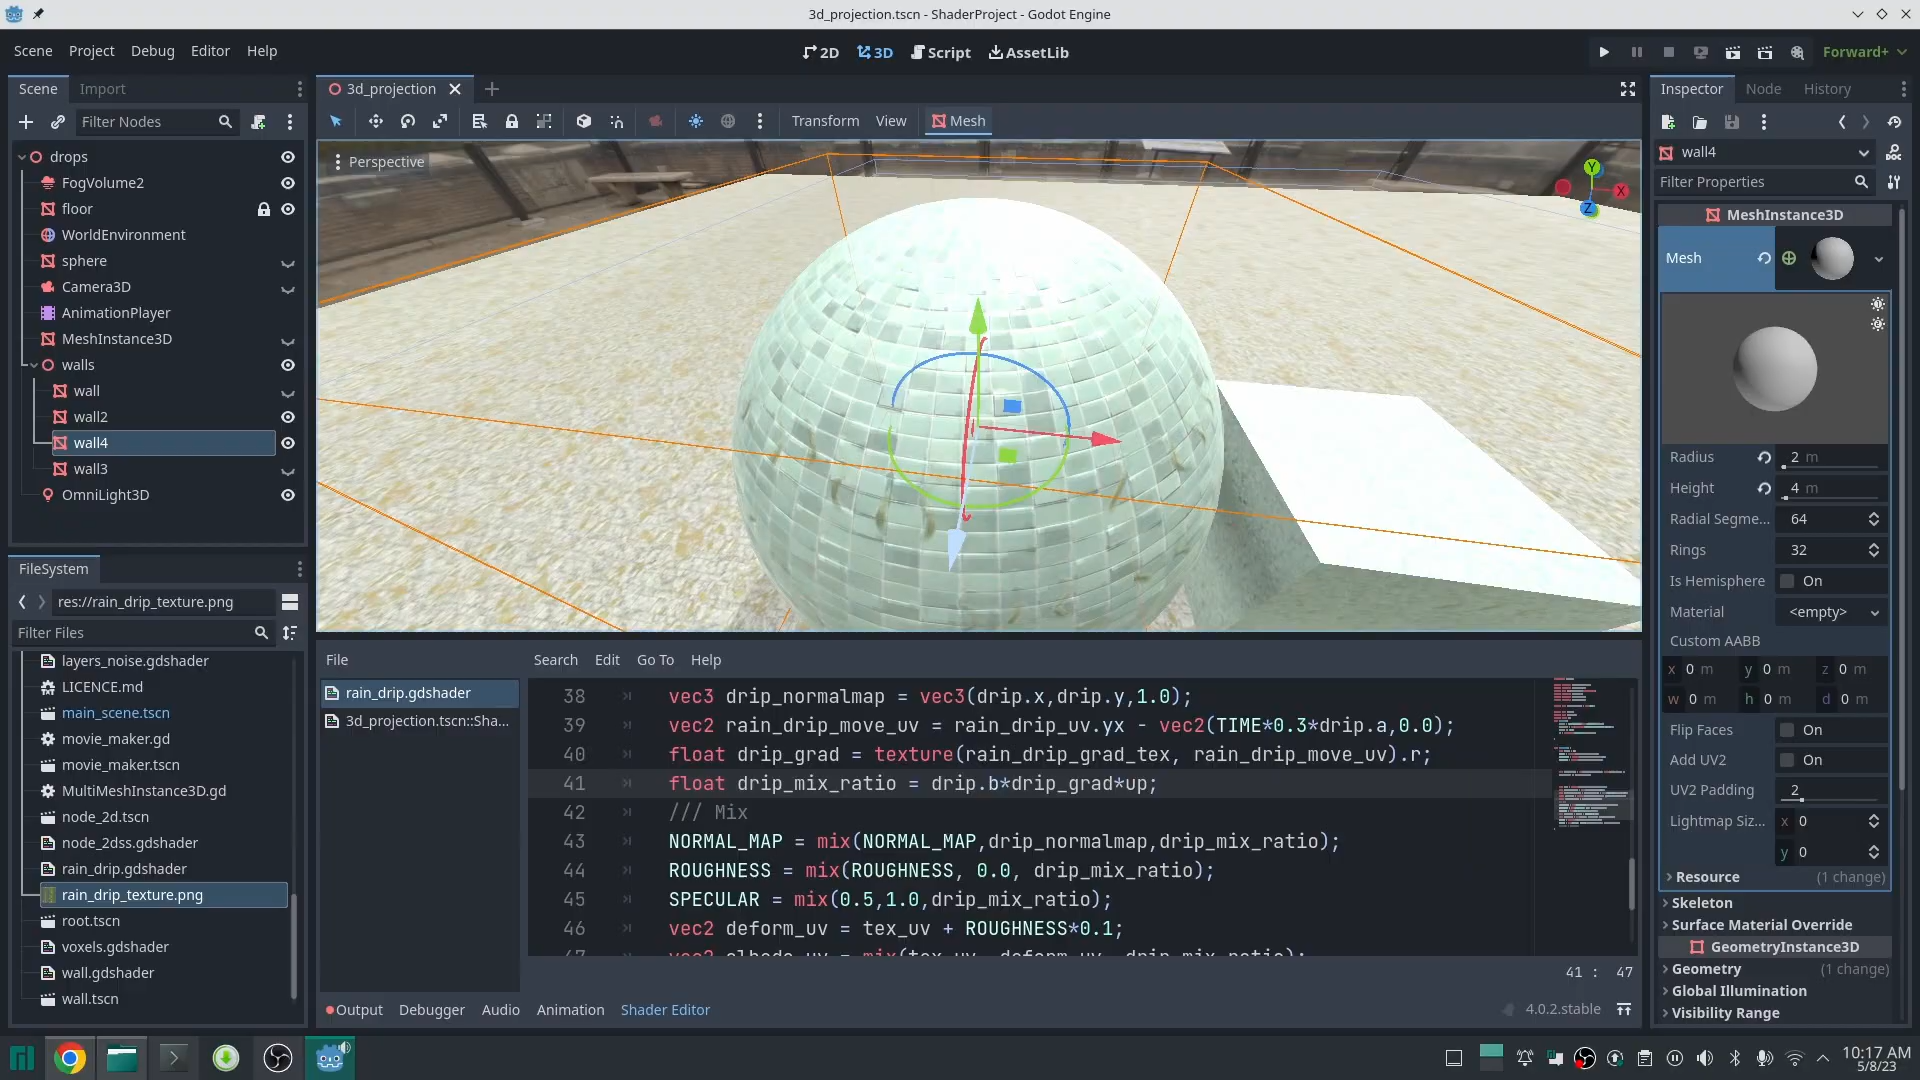 3d_projection.tscn - ShaderProject - Godot Engine
Scene Project Debug Editor Help
2D 3D Script AssetLib
Forward+
Scene Import
Filter Nodes
drops
FogVolume2
floor
WorldEnvironment
sphere
Camera3D
AnimationPlayer
MeshInstance3D
walls
wall
wall2
wall4
wall3
OmniLight3D
FileSystem
res://rain_drip_texture.png
Filter Files
layers_noise.gdshader
LICENCE.md
main_scene.tscn
movie_maker.gd
movie_maker.tscn
MultiMeshInstance3D.gd
node_2d.tscn
node_2dss.gdshader
rain_drip.gdshader
rain_drip_texture.png
root.tscn
voxels.gdshader
wall.gdshader
wall.tscn
3d_projection
Transform View Mesh
Perspective
Y
X
Z
File Search Edit Go To Help
rain_drip.gdshader
3d_projection.tscn::Sha...
38 vec3 drip_normalmap = vec3(drip.x,drip.y,1.0);
39 vec2 rain_drip_move_uv = rain_drip_uv.yx - vec2(TIME*0.3*drip.a,0.0);
40 float drip_grad = texture(rain_drip_grad_tex, rain_drip_move_uv).r;
41 float drip_mix_ratio = drip.b*drip_grad*up;
42 /// Mix
43 NORMAL_MAP = mix(NORMAL_MAP,drip_normalmap,drip_mix_ratio);
44 ROUGHNESS = mix(ROUGHNESS, 0.0, drip_mix_ratio);
45 SPECULAR = mix(0.5,1.0,drip_mix_ratio);
46 vec2 deform_uv = tex_uv + ROUGHNESS*0.1;
41 : 47
Output Debugger Audio Animation Shader Editor
4.0.2.stable
Inspector Node History
wall4
Filter Properties
MeshInstance3D
Mesh
Radius 2 m
Height 4 m
Radial Segme... 64
Rings 32
Is Hemisphere On
Material <empty>
Custom AABB
x 0 m y 0 m z 0 m
w 0 m h 0 m d 0 m
Flip Faces On
Add UV2 On
UV2 Padding 2
Lightmap Siz... x 0
y 0
Resource (1 change)
Skeleton
Surface Material Override
GeometryInstance3D
Geometry (1 change)
Global Illumination
Visibility Range
10:17 AM
5/8/23